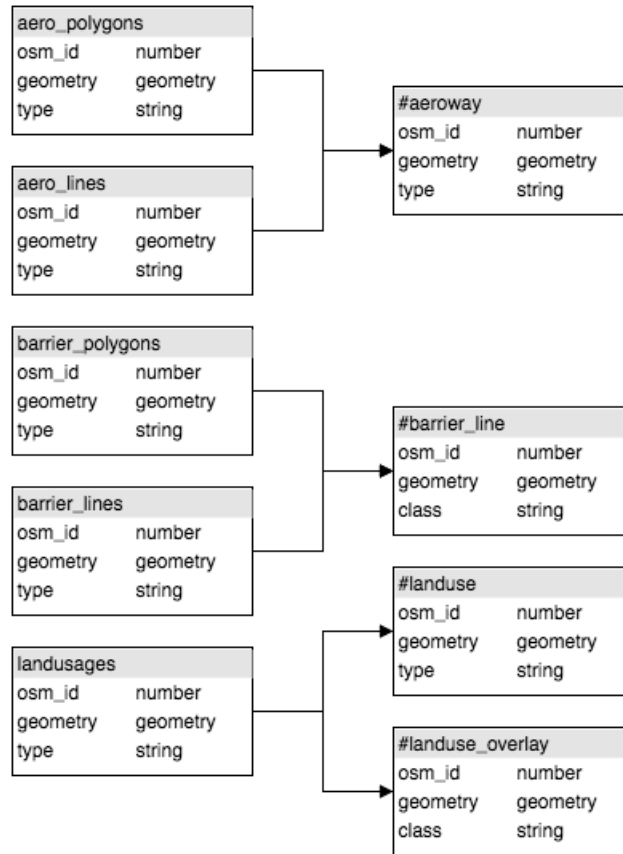 aero_polygons
osm_id number
geometry geometry
type string
#aeroway
osm_id number
geometry geometry
type string
aero_lines
osm_id number
geometry geometry
type string
barrier_polygons
osm_id number
geometry geometry
type string
#barrier_line
osm_id number
geometry geometry
class string
barrier_lines
osm_id number
geometry geometry
type string
#landuse
osm_id number
geometry geometry
type string
landusages
osm_id number
geometry geometry
type string
#landuse_overlay
osm_id number
geometry geometry
class string